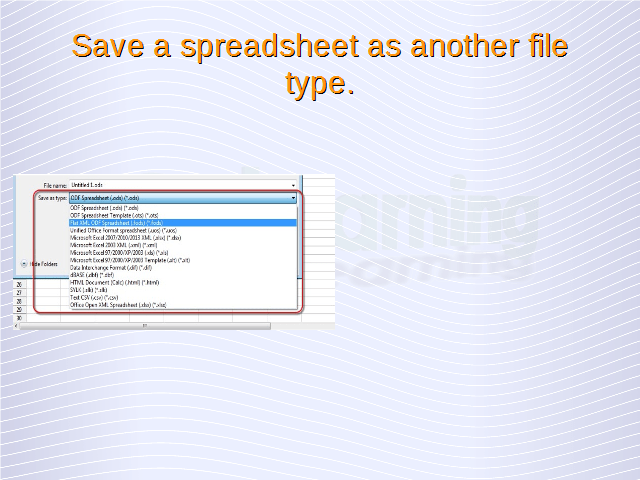 Save a spreadsheet as another file
type.
File name: Untitled 1.ods
Save as type: ODF Spreadsheet (.ods) (*.ods)
ODF Spreadsheet (.ods) (*.ods)
ODF Spreadsheet Template (.ots) (*.ots)
Flat XML ODF Spreadsheet (.fods) (*.fods)
Unified Office Format spreadsheet (.uos) (*.uos)
Microsoft Excel 2007/2010/2013 XML (.xlsx) (*.xlsx)
Microsoft Excel 2003 XML (.xml) (*.xml)
Microsoft Excel 97/2000/XP/2003 (.xls) (*.xls)
Microsoft Excel 97/2000/XP/2003 Template (.xlt) (*.xlt)
Data Interchange Format (.dif) (*.dif)
dBASE (.dbf) (*.dbf)
HTML Document (Calc) (.html) (*.html)
SYLK (.slk) (*.slk)
Text CSV (.csv) (*.csv)
Office Open XML Spreadsheet (.xlsx) (*.xlsx)
Hide Folders
26
27
28
29
30